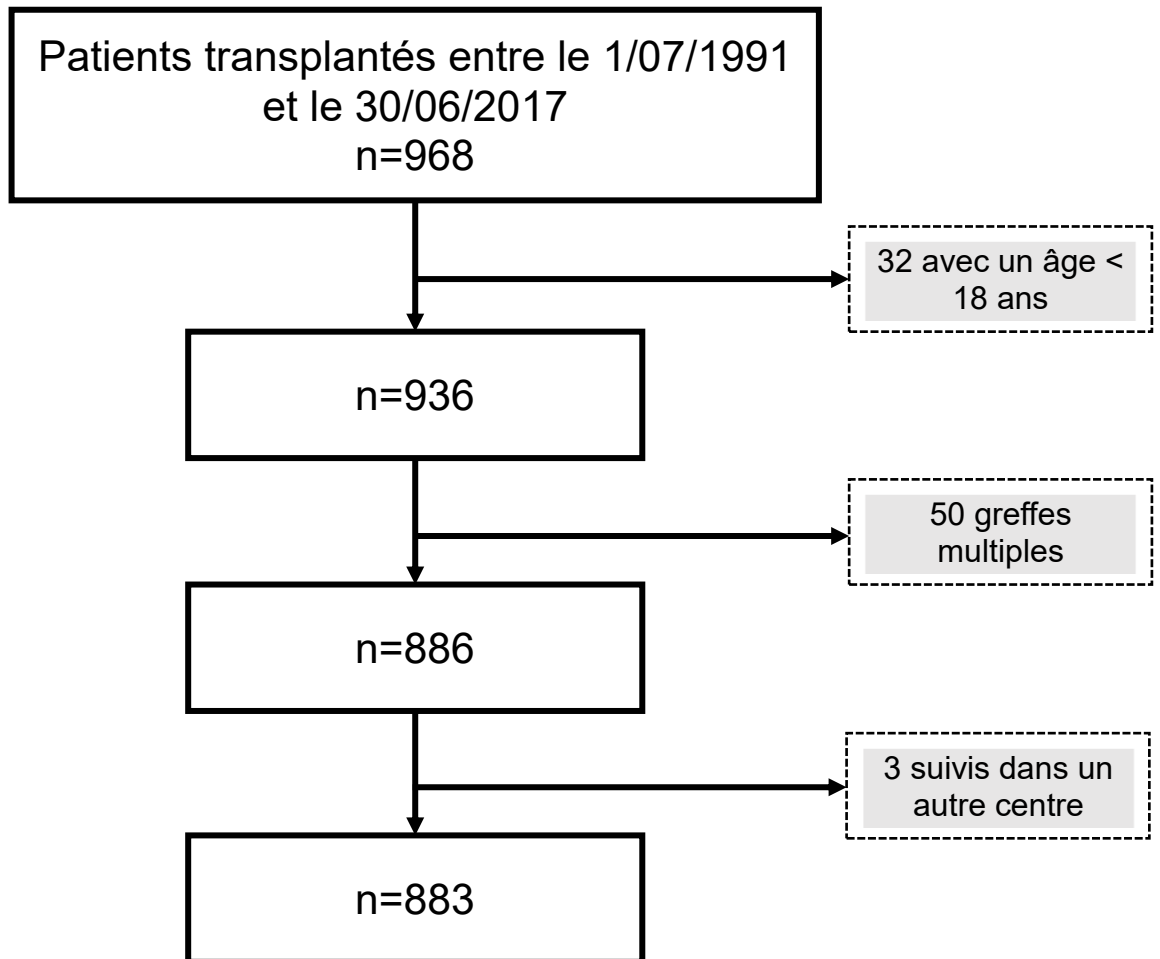 Patients transplantés entre le 1/07/1991
et le 30/06/2017
n=968
32 avec un âge <
18 ans
n=936
50 greffes
multiples
n=886
3 suivis dans un
autre centre
n=883